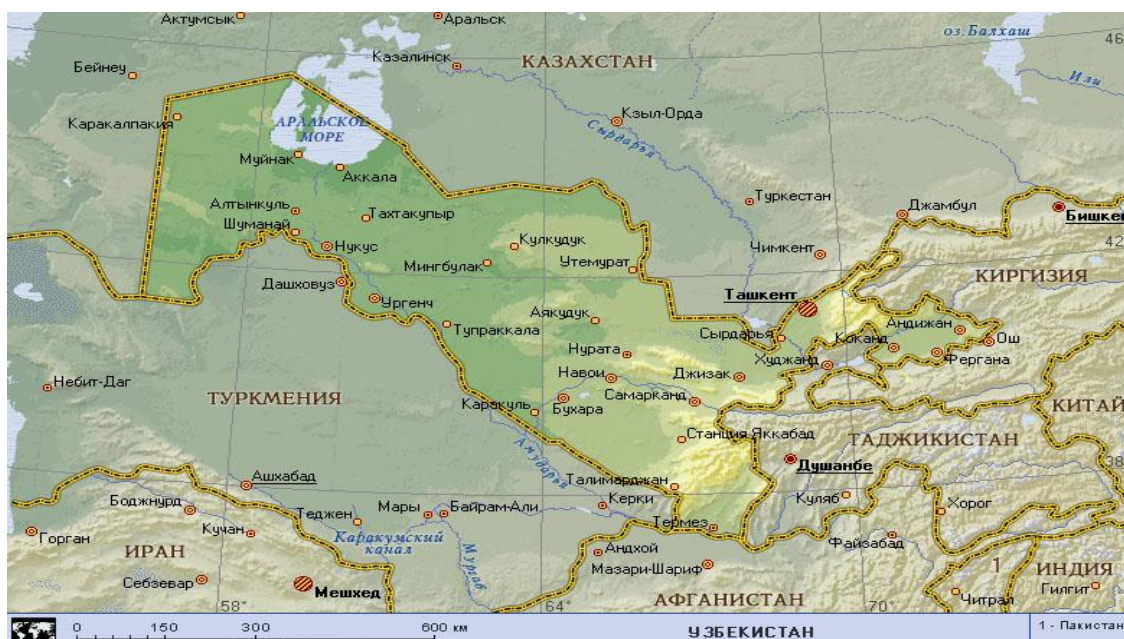 Актумсык
Аральск
оз.Балхаш
46
Бейнеу
Казалинск
КАЗАХСТАН
Или
Каракалпакия
АРАЛЬСКОЕ
МОРЕ
Кзыл-Орда
Сырдарья
Муйнак
Аккала
Туркестан
Джамбул
Бишкек
Алтынкуль
Тахтакупыр
Шуманай
Нукус
Кулкудук
Чимкент
42
Мингбулак
Утемурат
КИРГИЗИЯ
Дашховуз
Ургенч
Ташкент
Аякудук
Андижан
Тупраккала
Сырдарья
Коканд
Ош
Нурата
Худжанд
Фергана
Небит-Даг
Навои
Джизак
ТУРКМЕНИЯ
Каракуль
Бухара
Самарканд
КИТАЙ
Станция Яккабад
ТАДЖИКИСТАН
Амударья
Душанбе
38
Ашхабад
Талимарджан
Боджнурд
Теджен
Мары
Байрам-Али
Керки
Куляб
Хорог
Горган
Кучан
Каракумский
канал
Термез
Файзабад
ИРАН
Мургаб
Андхой
Мазари-Шариф
1
ИНДИЯ
Себзевар
Мешхед
АФГАНИСТАН
Читрал
Гилгит
58°
64°
70°
0 150 300 600 км
УЗБЕКИСТАН
1 - Пакистан